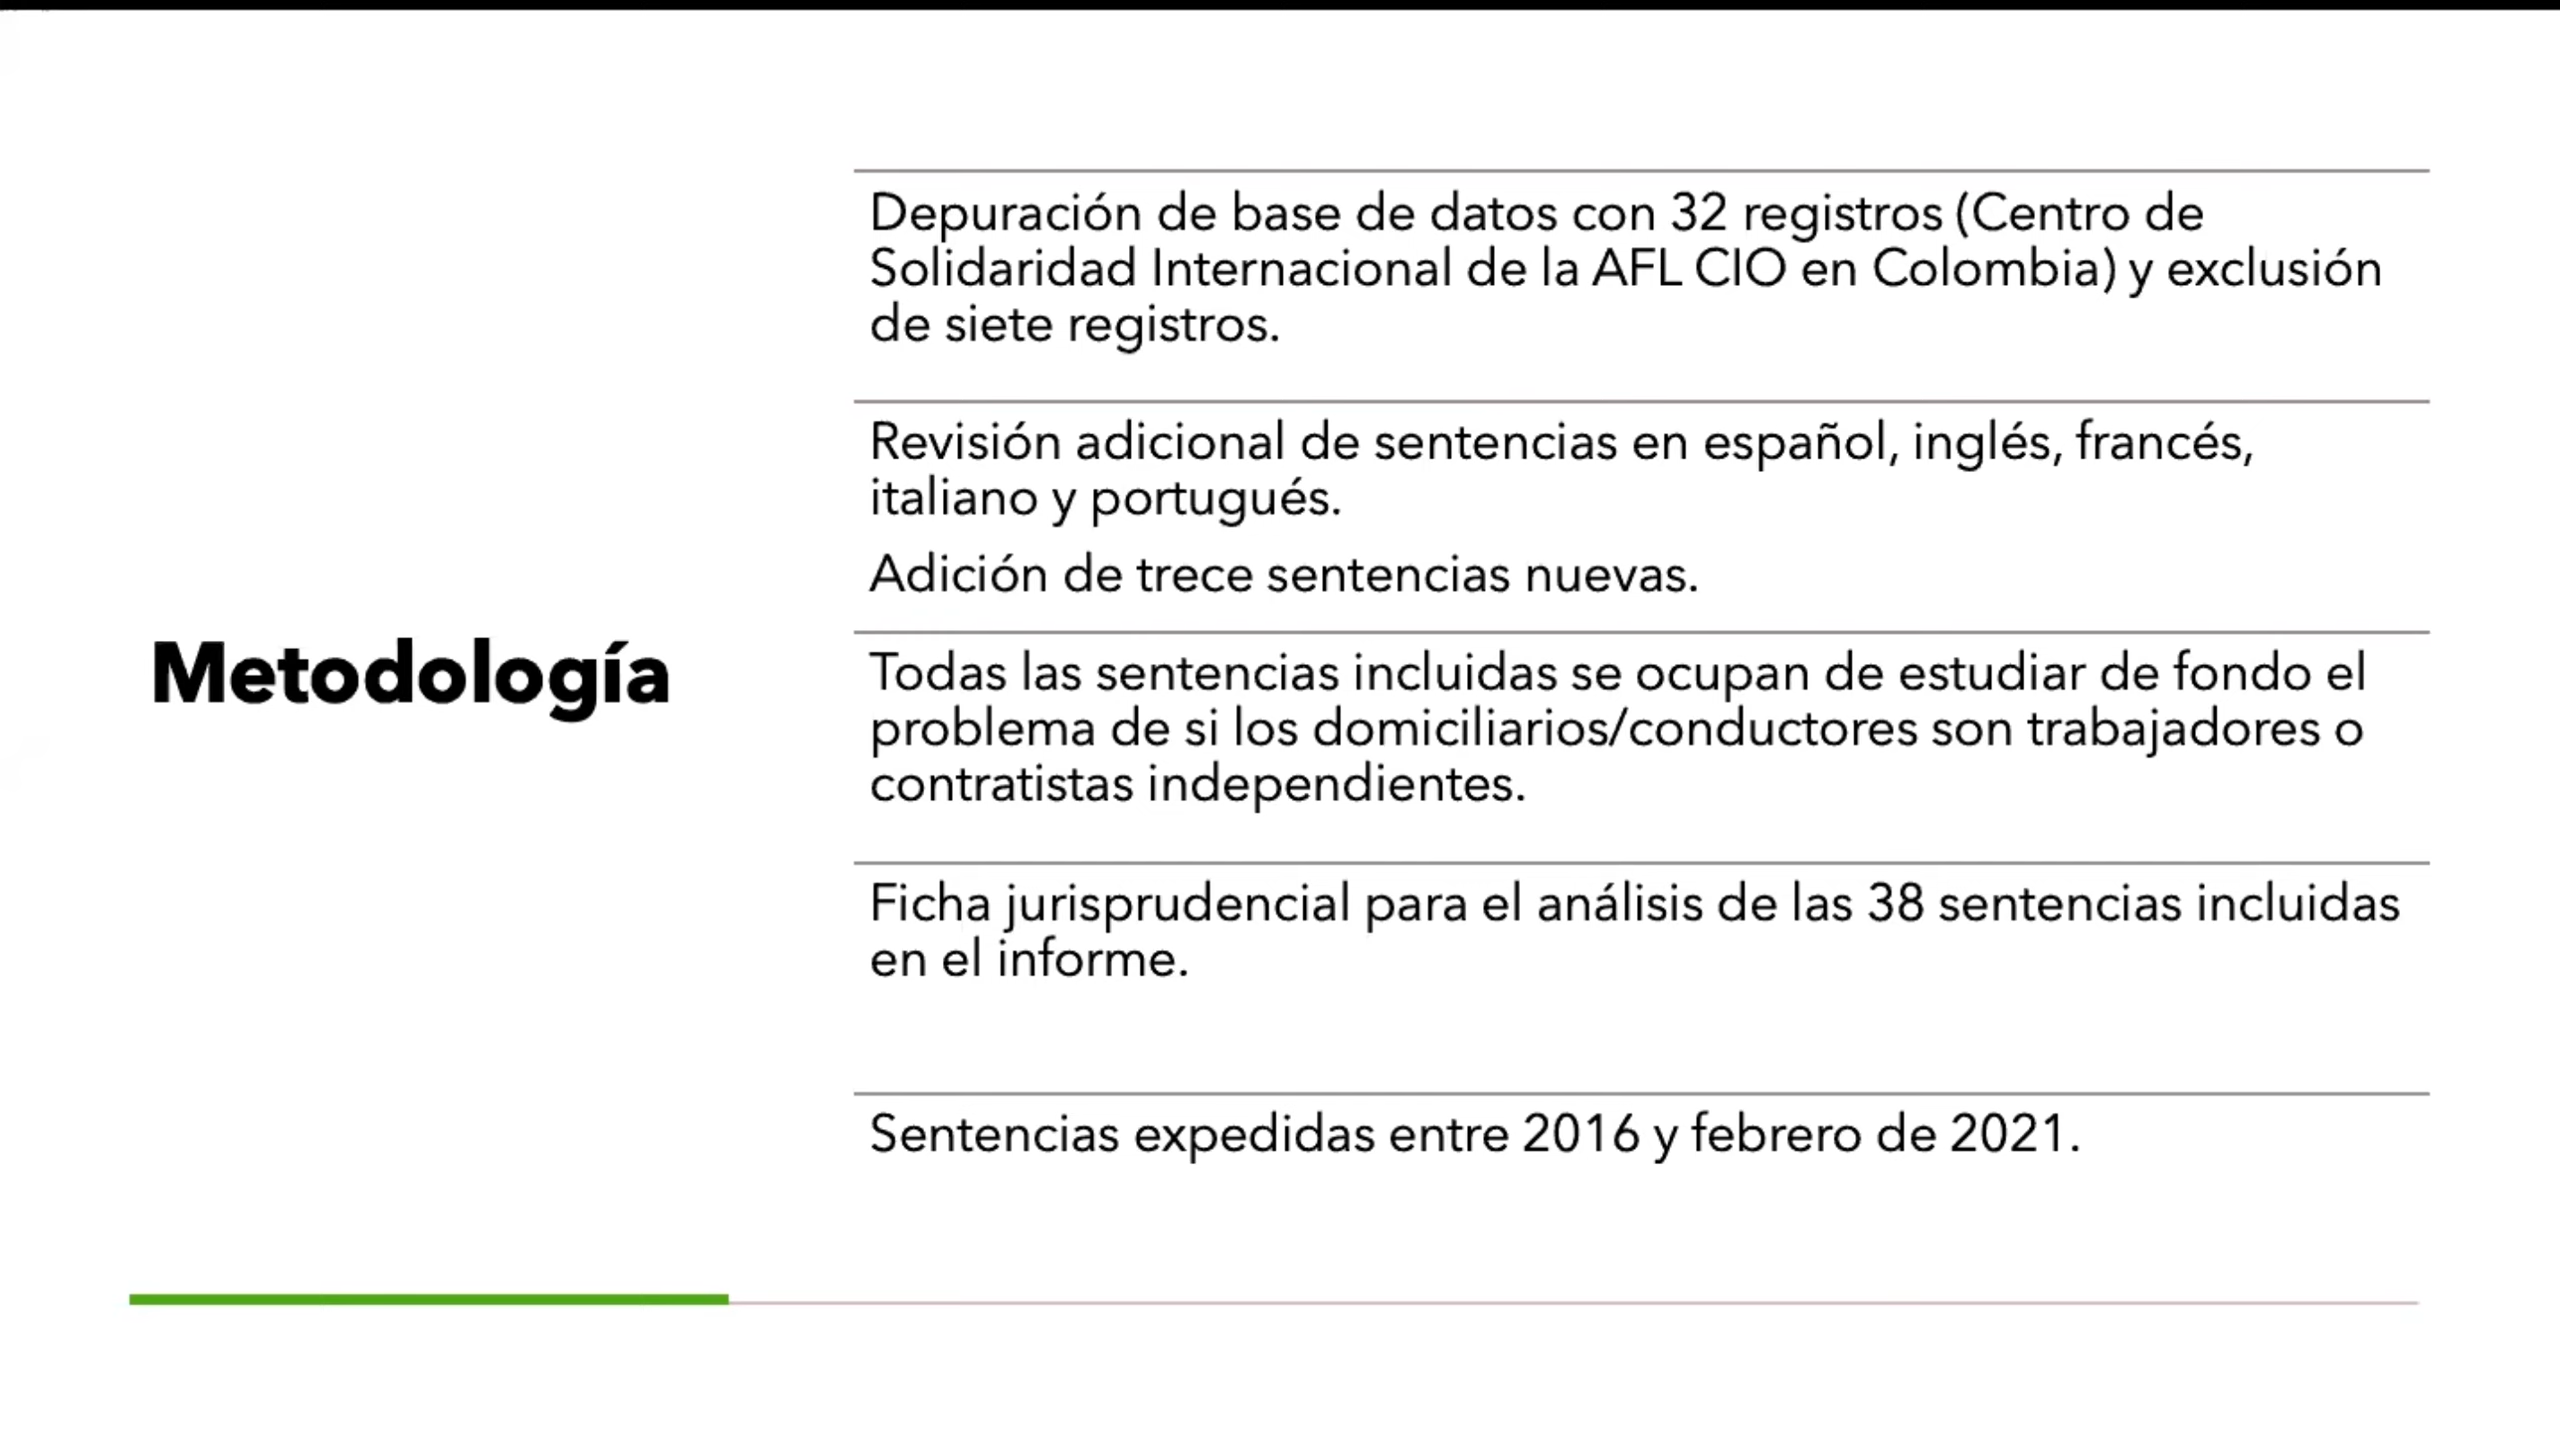 Metodología
Depuración de base de datos con 32 registros (Centro de
Solidaridad Internacional de la AFL CIO en Colombia) y exclusión
de siete registros.
Revisión adicional de sentencias en español, inglés, francés,
italiano y portugués.
Adición de trece sentencias nuevas.
Todas las sentencias incluidas se ocupan de estudiar de fondo el
problema de si los domiciliarios/conductores son trabajadores o
contratistas independientes.
Ficha jurisprudencial para el análisis de las 38 sentencias incluidas
en el informe.
Sentencias expedidas entre 2016 y febrero de 2021.